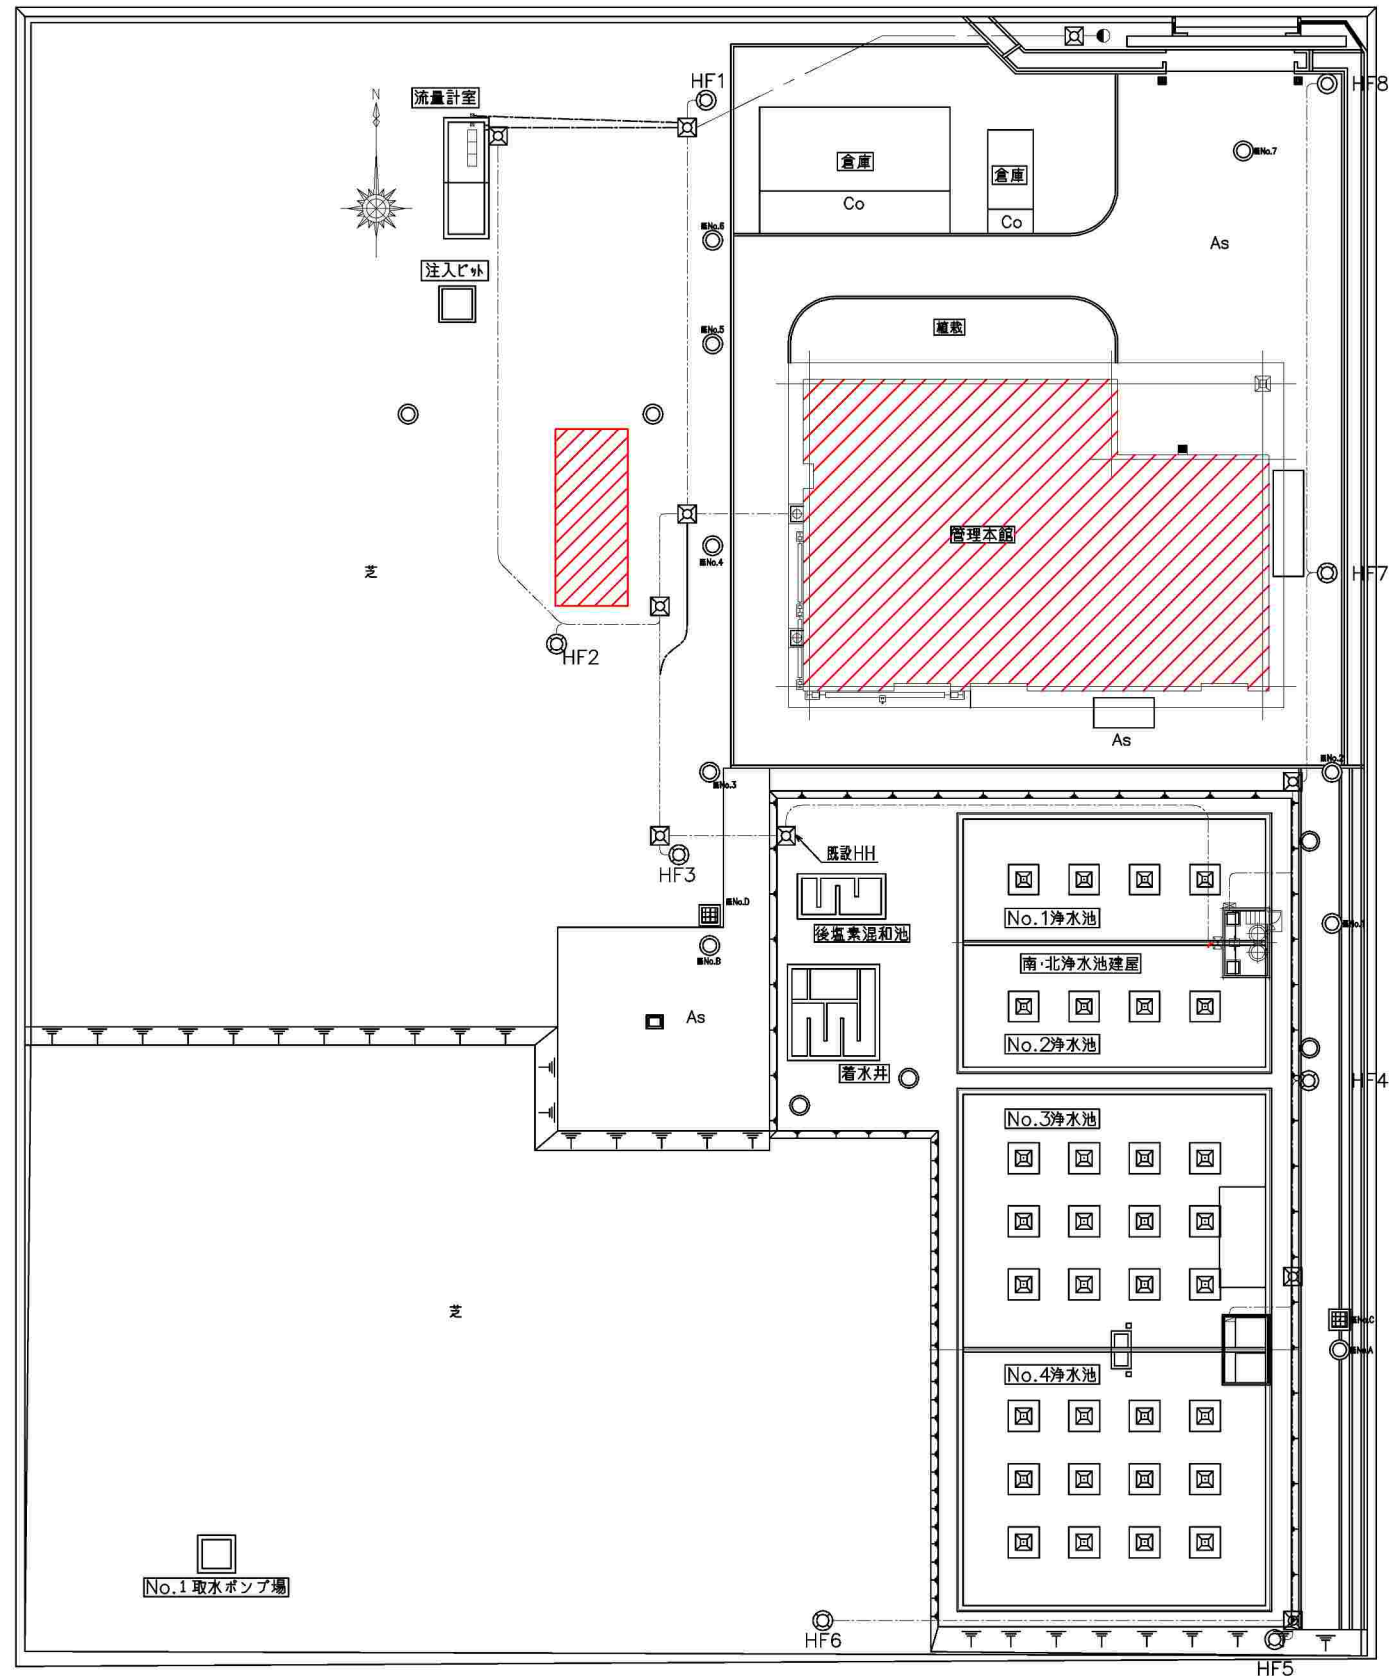 HF1
HF8
流量計室
N
No.7
倉庫
倉庫
Co
Co
No.6
As
注入ピット
No.5
植栽
管理本館
No.4
芝
HF7
HF2
As
No.2
No.3
既設HH
HF3
No.D
No.1浄水池
後塩素混和池
No.1
No.B
南・北浄水池建屋
As
No.2浄水池
着水井
HF4
No.3浄水池
芝
No.C
No.A
No.4浄水池
No.1取水ポンプ場
HF6
HF5